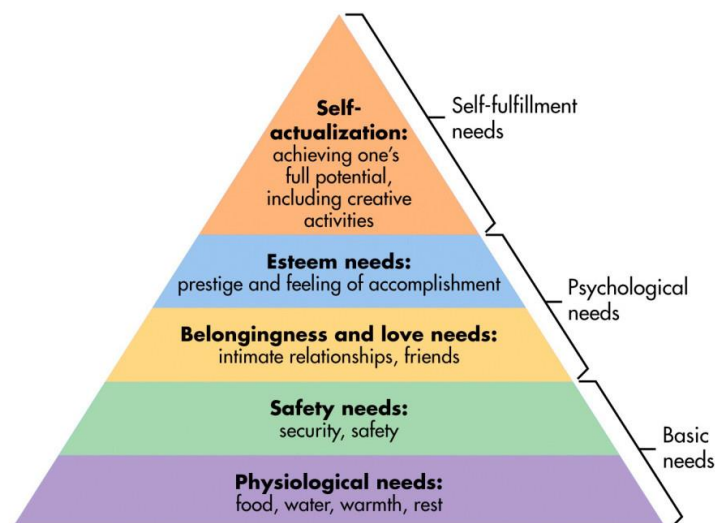 Self-
actualization:
achieving one's
full potential,
including creative
activities
Self-fulfillment
needs
Esteem needs:
prestige and feeling of accomplishment
Belongingness and love needs:
intimate relationships, friends
Psychological
needs
Safety needs:
security, safety
Physiological needs:
food, water, warmth, rest
Basic
needs